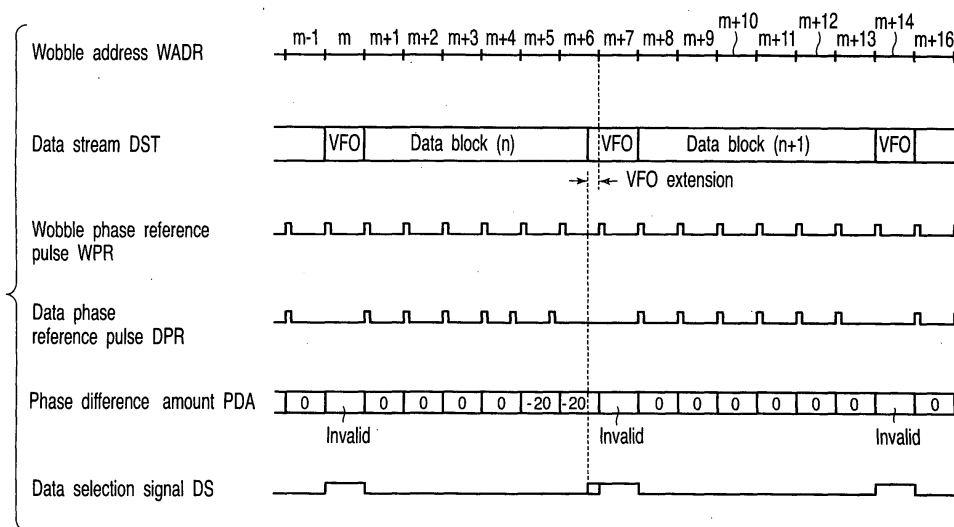 m+10 m+12 m+14
m-1 m m+1 m+2 m+3 m+4 m+5 m+6 m+7 m+8 m+9 m+11 m+13 m+16
Wobble address WADR
Data stream DST
VFO Data block (n) VFO Data block (n+1) VFO
VFO extension
Wobble phase reference
pulse WPR
Data phase
reference pulse DPR
Phase difference amount PDA 0 0 0 0 0 -20 -20 0 0 0 0 0 0 0
Invalid Invalid Invalid
Data selection signal DS